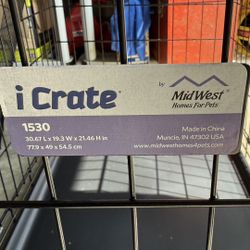 i Crate®
by MidWest®
Homes For Pets®
1530
30.67 L x 19.3 W x 21.46 H in
77.9 x 49 x 54.5 cm
Made in China
Muncie, IN 47302 USA
www.midwesthomes4pets.com